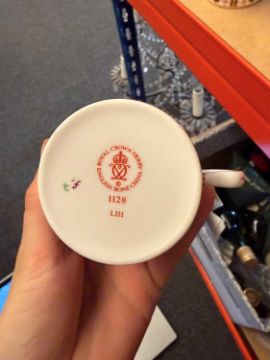 ROYAL CROWN DERBY
ENGLISH BONE CHINA
©
1128
LIII